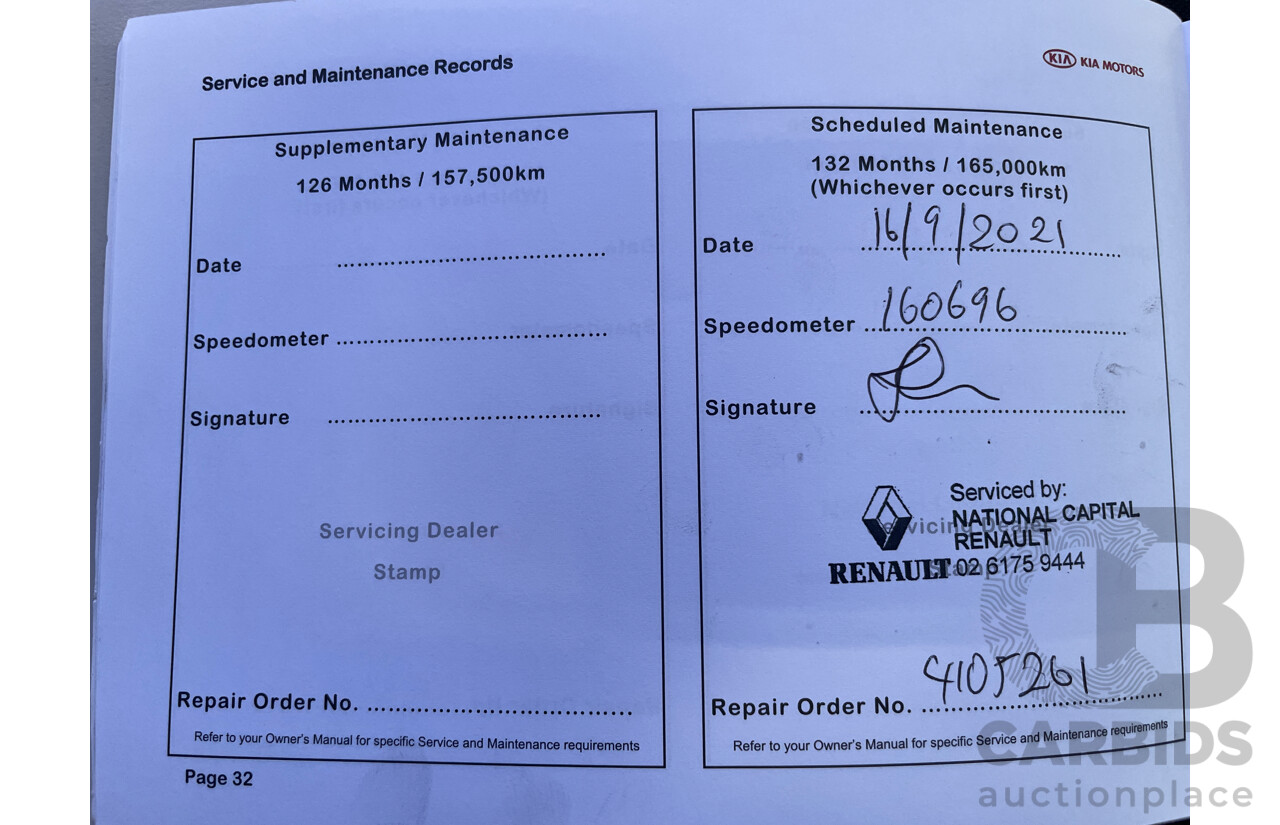 Service and Maintenance Records
KIA KIA MOTORS
Supplementary Maintenance
126 Months / 157,500km
Date
Speedometer
Signature
Servicing Dealer
Stamp
Repair Order No.
Refer to your Owner's Manual for specific Service and Maintenance requirements
Page 32
Scheduled Maintenance
132 Months / 165,000km
(Whichever occurs first)
Date 16/9/2021
Speedometer 160696
Signature
Serviced by:
NATIONAL CAPITAL
RENAULT
RENAULT 02 6175 9444
Repair Order No. 4105261
Refer to your Owner's Manual for specific Service and Maintenance requirements
CARBIDS
auctionplace